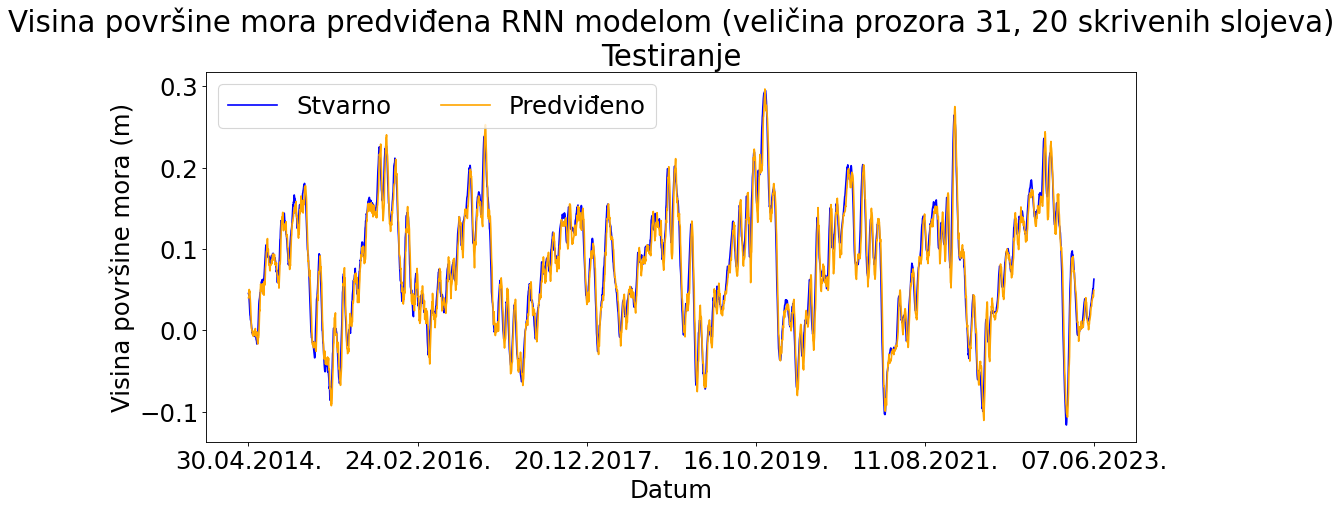 Visina površine mora predviđena RNN modelom (veličina prozora 31, 20 skrivenih slojeva)
Testiranje
Stvarno Predviđeno
Visina površine mora (m)
0.3
0.2
0.1
0.0
−0.1
30.04.2014. 24.02.2016. 20.12.2017. 16.10.2019. 11.08.2021. 07.06.2023.
Datum